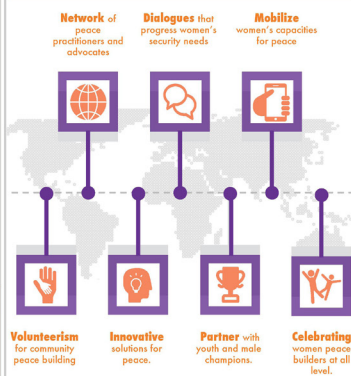 Network of
peace
practitioners and
advocates
Dialogues that
progress women's
security needs
Mobilize
women's capacities
for peace
Volunteerism
for community
peace building
Innovative
solutions for
peace.
Partner with
youth and male
champions.
Celebrating
women peace
builders at all
level.